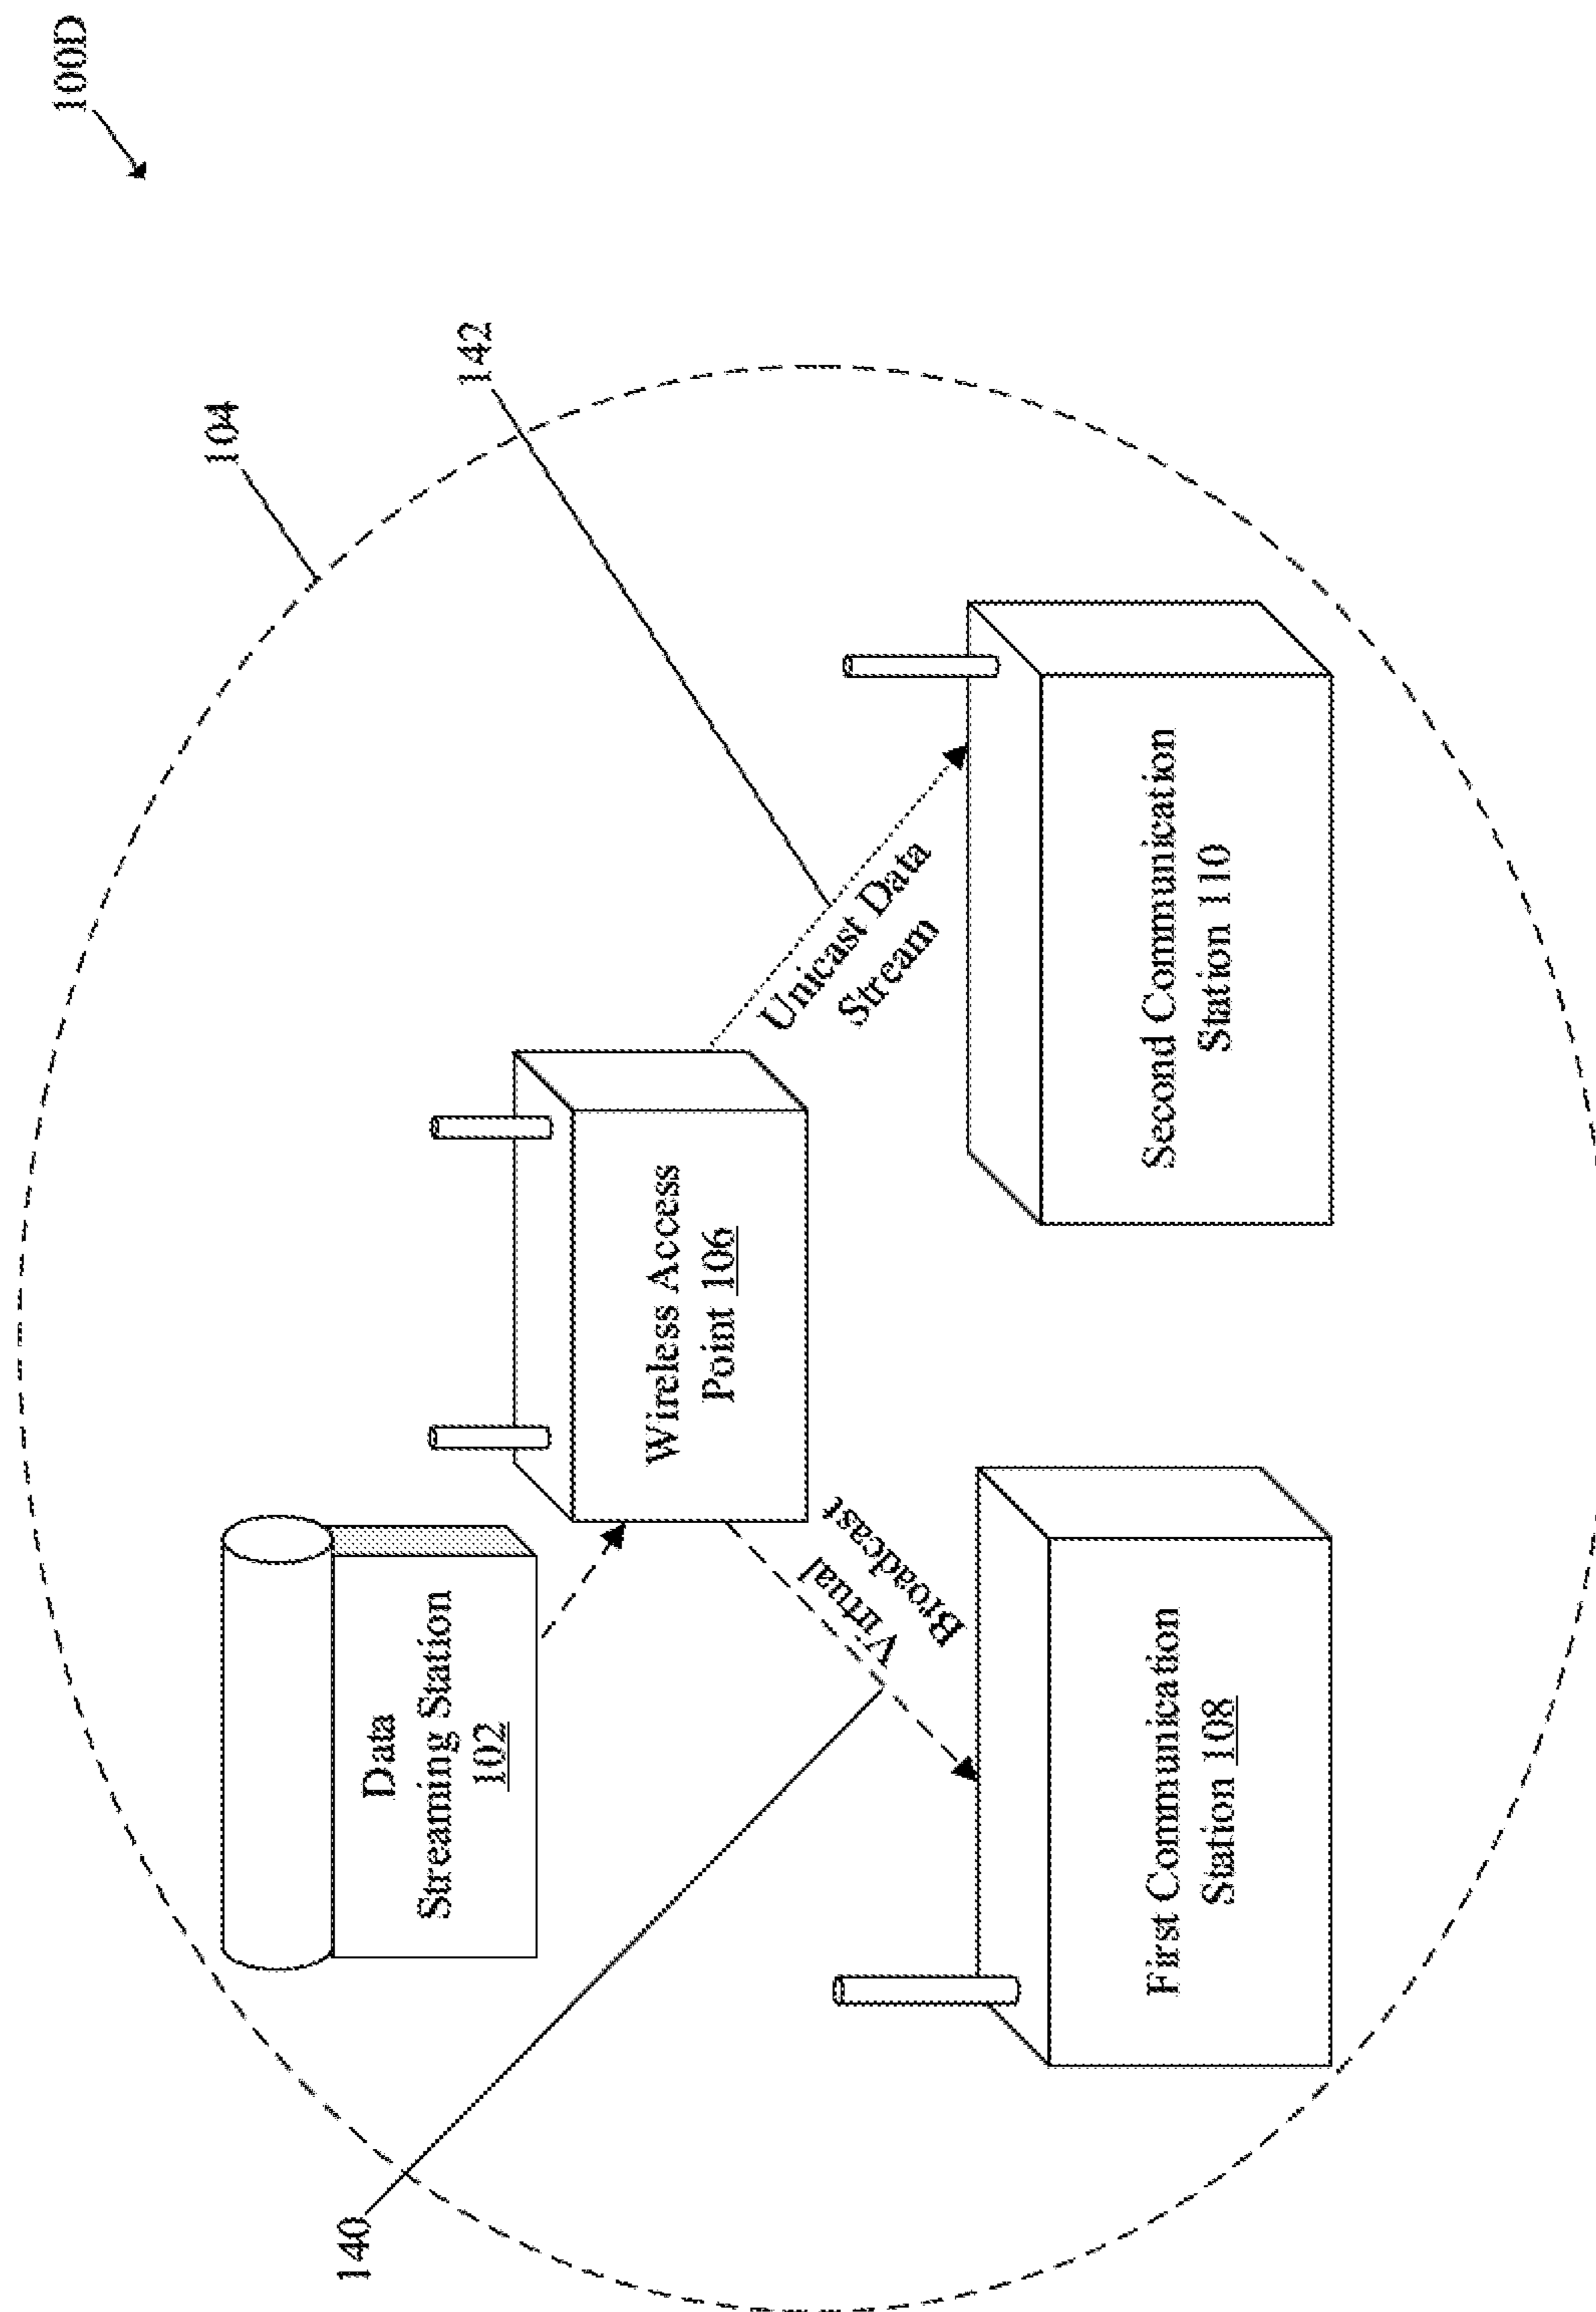 100D
104
142
Data
Streaming Station
102
Wireless Access
Point 106
140
Virtual
Broadcast
Unicast Data
Stream
First Communication
Station 108
Second Communication
Station 110